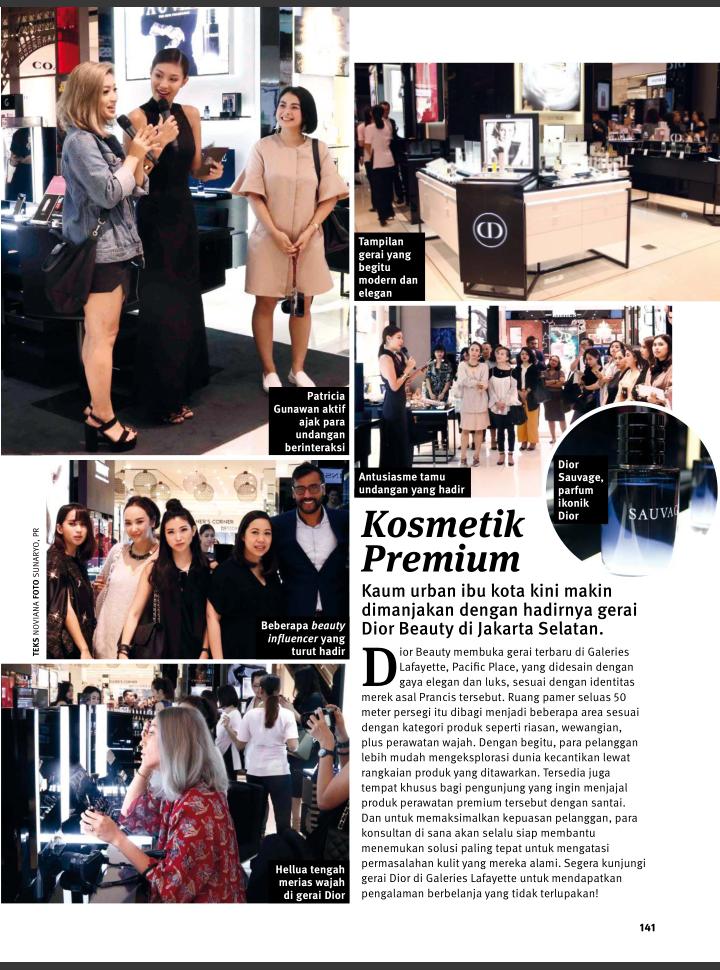 CO.
Patricia
Gunawan aktif
ajak para
undangan
berinteraksi
Tampilan
gerai yang
begitu
modern dan
elegan
CD
Antusiasme tamu
undangan yang hadir
Dior
Sauvage,
parfum
ikonik
Dior
SAUVAG
TEKS NOVIANA FOTO SUNARYO, PR
Beberapa beauty
influencer yang
turut hadir
Hellua tengah
merias wajah
di gerai Dior
Kosmetik
Premium
Kaum urban ibu kota kini makin
dimanjakan dengan hadirnya gerai
Dior Beauty di Jakarta Selatan.
Dior Beauty membuka gerai terbaru di Galeries
Lafayette, Pacific Place, yang didesain dengan
gaya elegan dan luks, sesuai dengan identitas
merek asal Prancis tersebut. Ruang pamer seluas 50
meter persegi itu dibagi menjadi beberapa area sesuai
dengan kategori produk seperti riasan, wewangian,
plus perawatan wajah. Dengan begitu, para pelanggan
lebih mudah mengeksplorasi dunia kecantikan lewat
rangkaian produk yang ditawarkan. Tersedia juga
tempat khusus bagi pengunjung yang ingin menjajal
produk perawatan premium tersebut dengan santai.
Dan untuk memaksimalkan kepuasan pelanggan, para
konsultan di sana akan selalu siap membantu
menemukan solusi paling tepat untuk mengatasi
permasalahan kulit yang mereka alami. Segera kunjungi
gerai Dior di Galeries Lafayette untuk mendapatkan
pengalaman berbelanja yang tidak terlupakan!
141